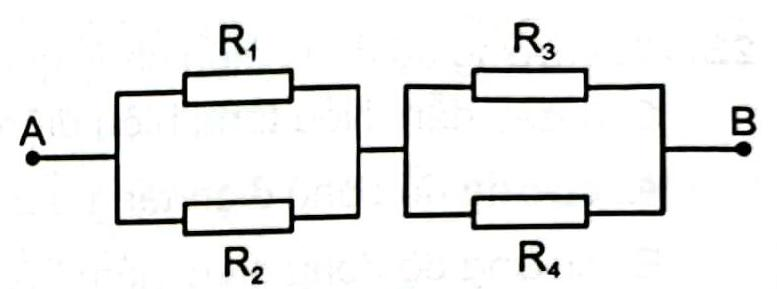 R₁ R₃
A B
R₂ R₄